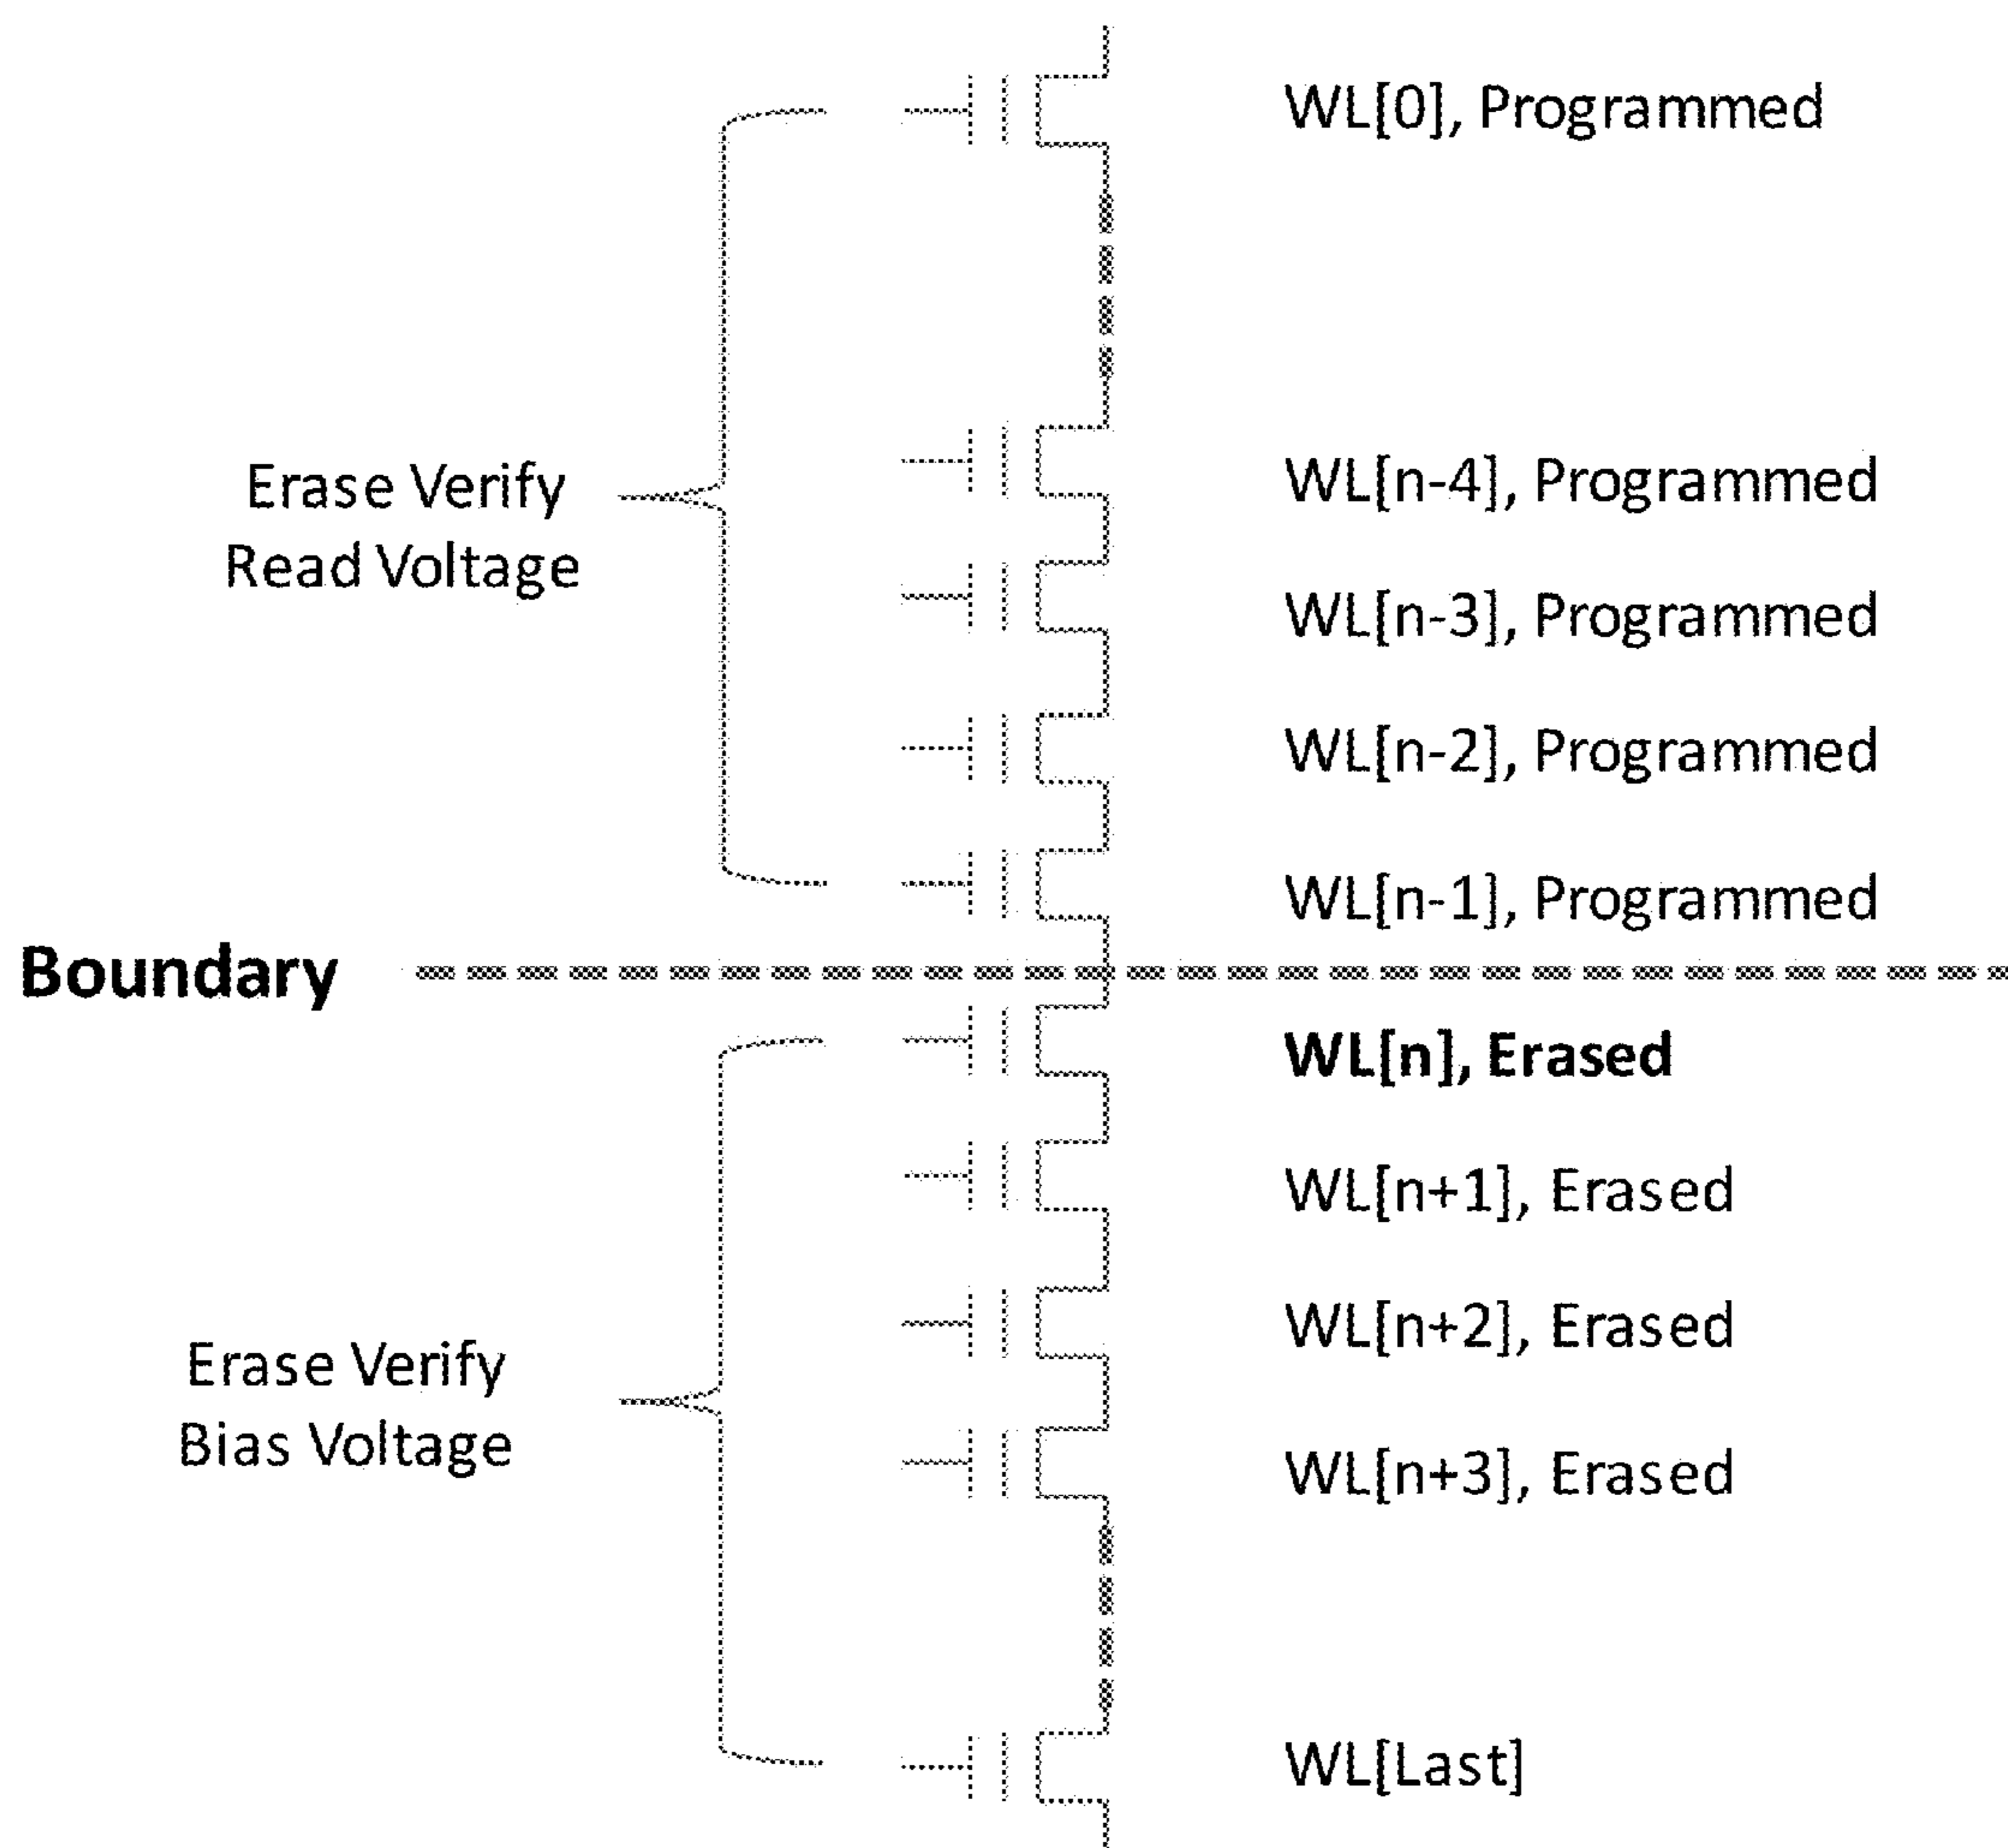 WL[0], Programmed
Erase Verify
Read Voltage
WL[n-4], Programmed
WL[n-3], Programmed
WL[n-2], Programmed
WL[n-1], Programmed
Boundary
WL[n], Erased
WL[n+1], Erased
WL[n+2], Erased
Erase Verify
Bias Voltage
WL[n+3], Erased
WL[Last]